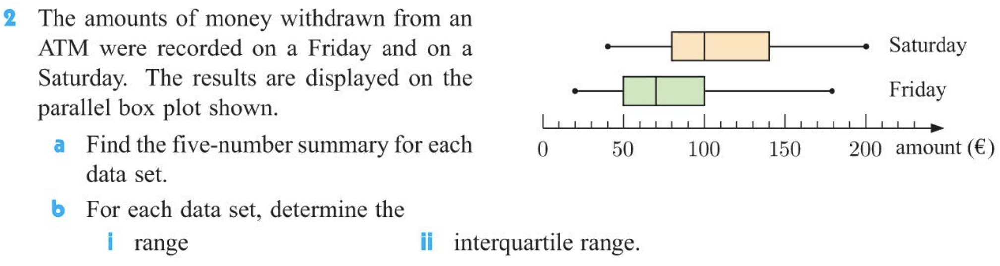 2 The amounts of money withdrawn from an
ATM were recorded on a Friday and on a
Saturday. The results are displayed on the
parallel box plot shown.
a Find the five-number summary for each
data set.
b For each data set, determine the
i range ii interquartile range.
Saturday
Friday
0 50 100 150 200 amount (€)